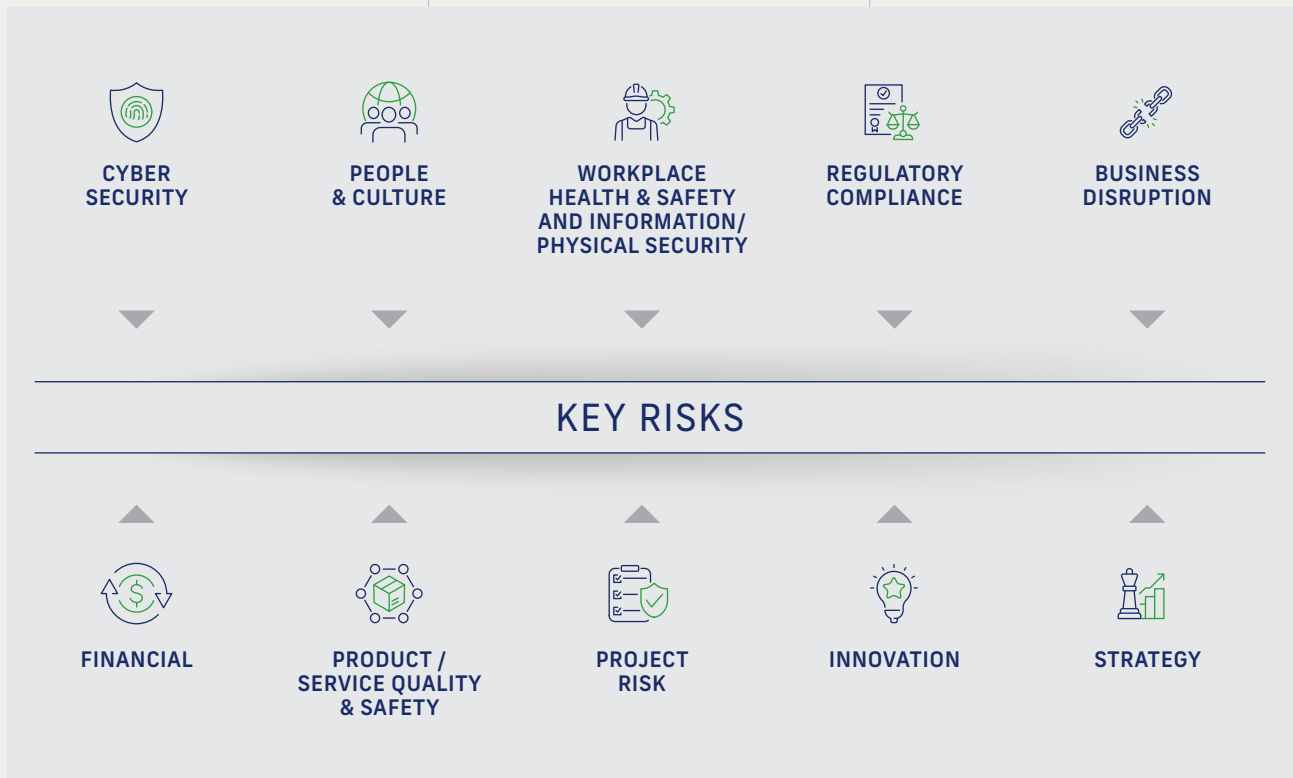 CYBER
SECURITY
PEOPLE
& CULTURE
WORKPLACE
HEALTH & SAFETY
AND INFORMATION/
PHYSICAL SECURITY
REGULATORY
COMPLIANCE
BUSINESS
DISRUPTION
KEY RISKS
FINANCIAL
PRODUCT /
SERVICE QUALITY
& SAFETY
PROJECT
RISK
INNOVATION
STRATEGY